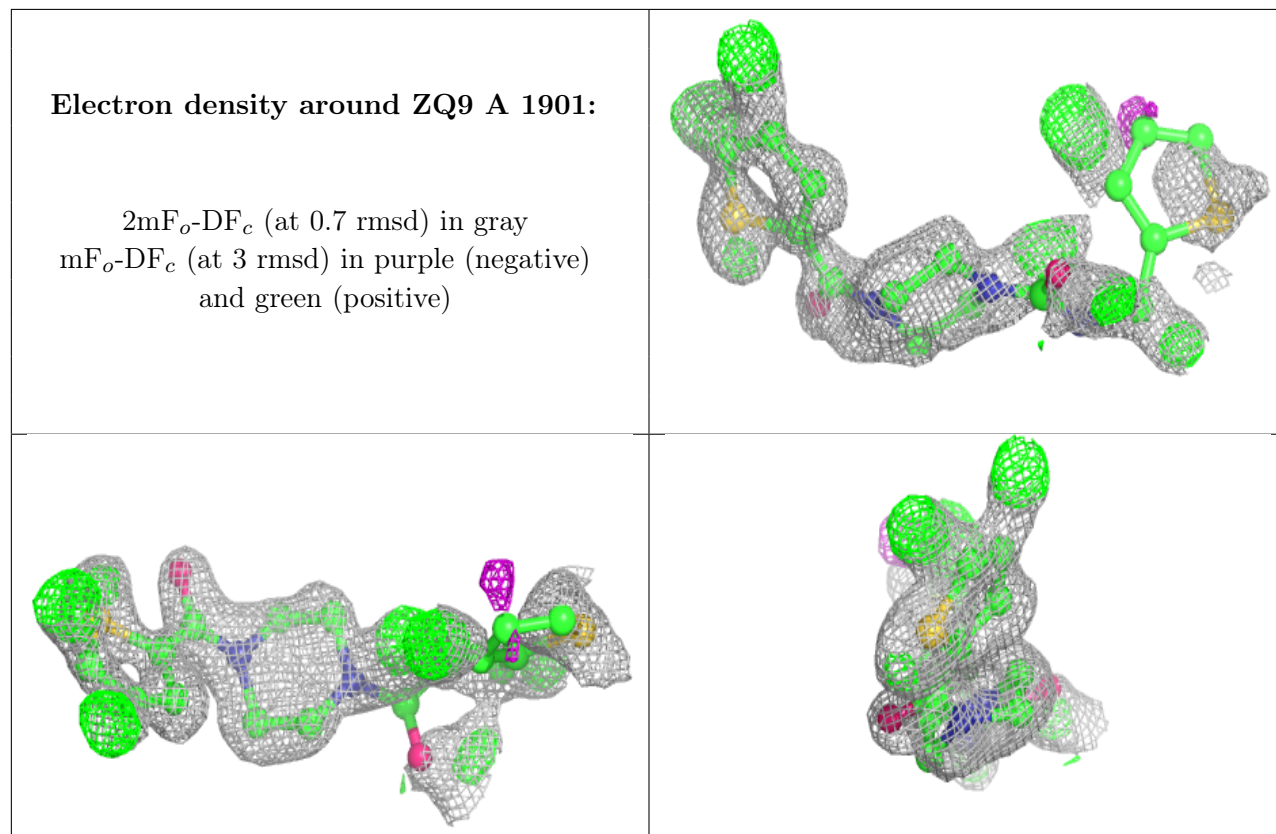 Electron density around ZQ9 A 1901:
2mFo-DFc (at 0.7 rmsd) in gray
mFo-DFc (at 3 rmsd) in purple (negative)
and green (positive)